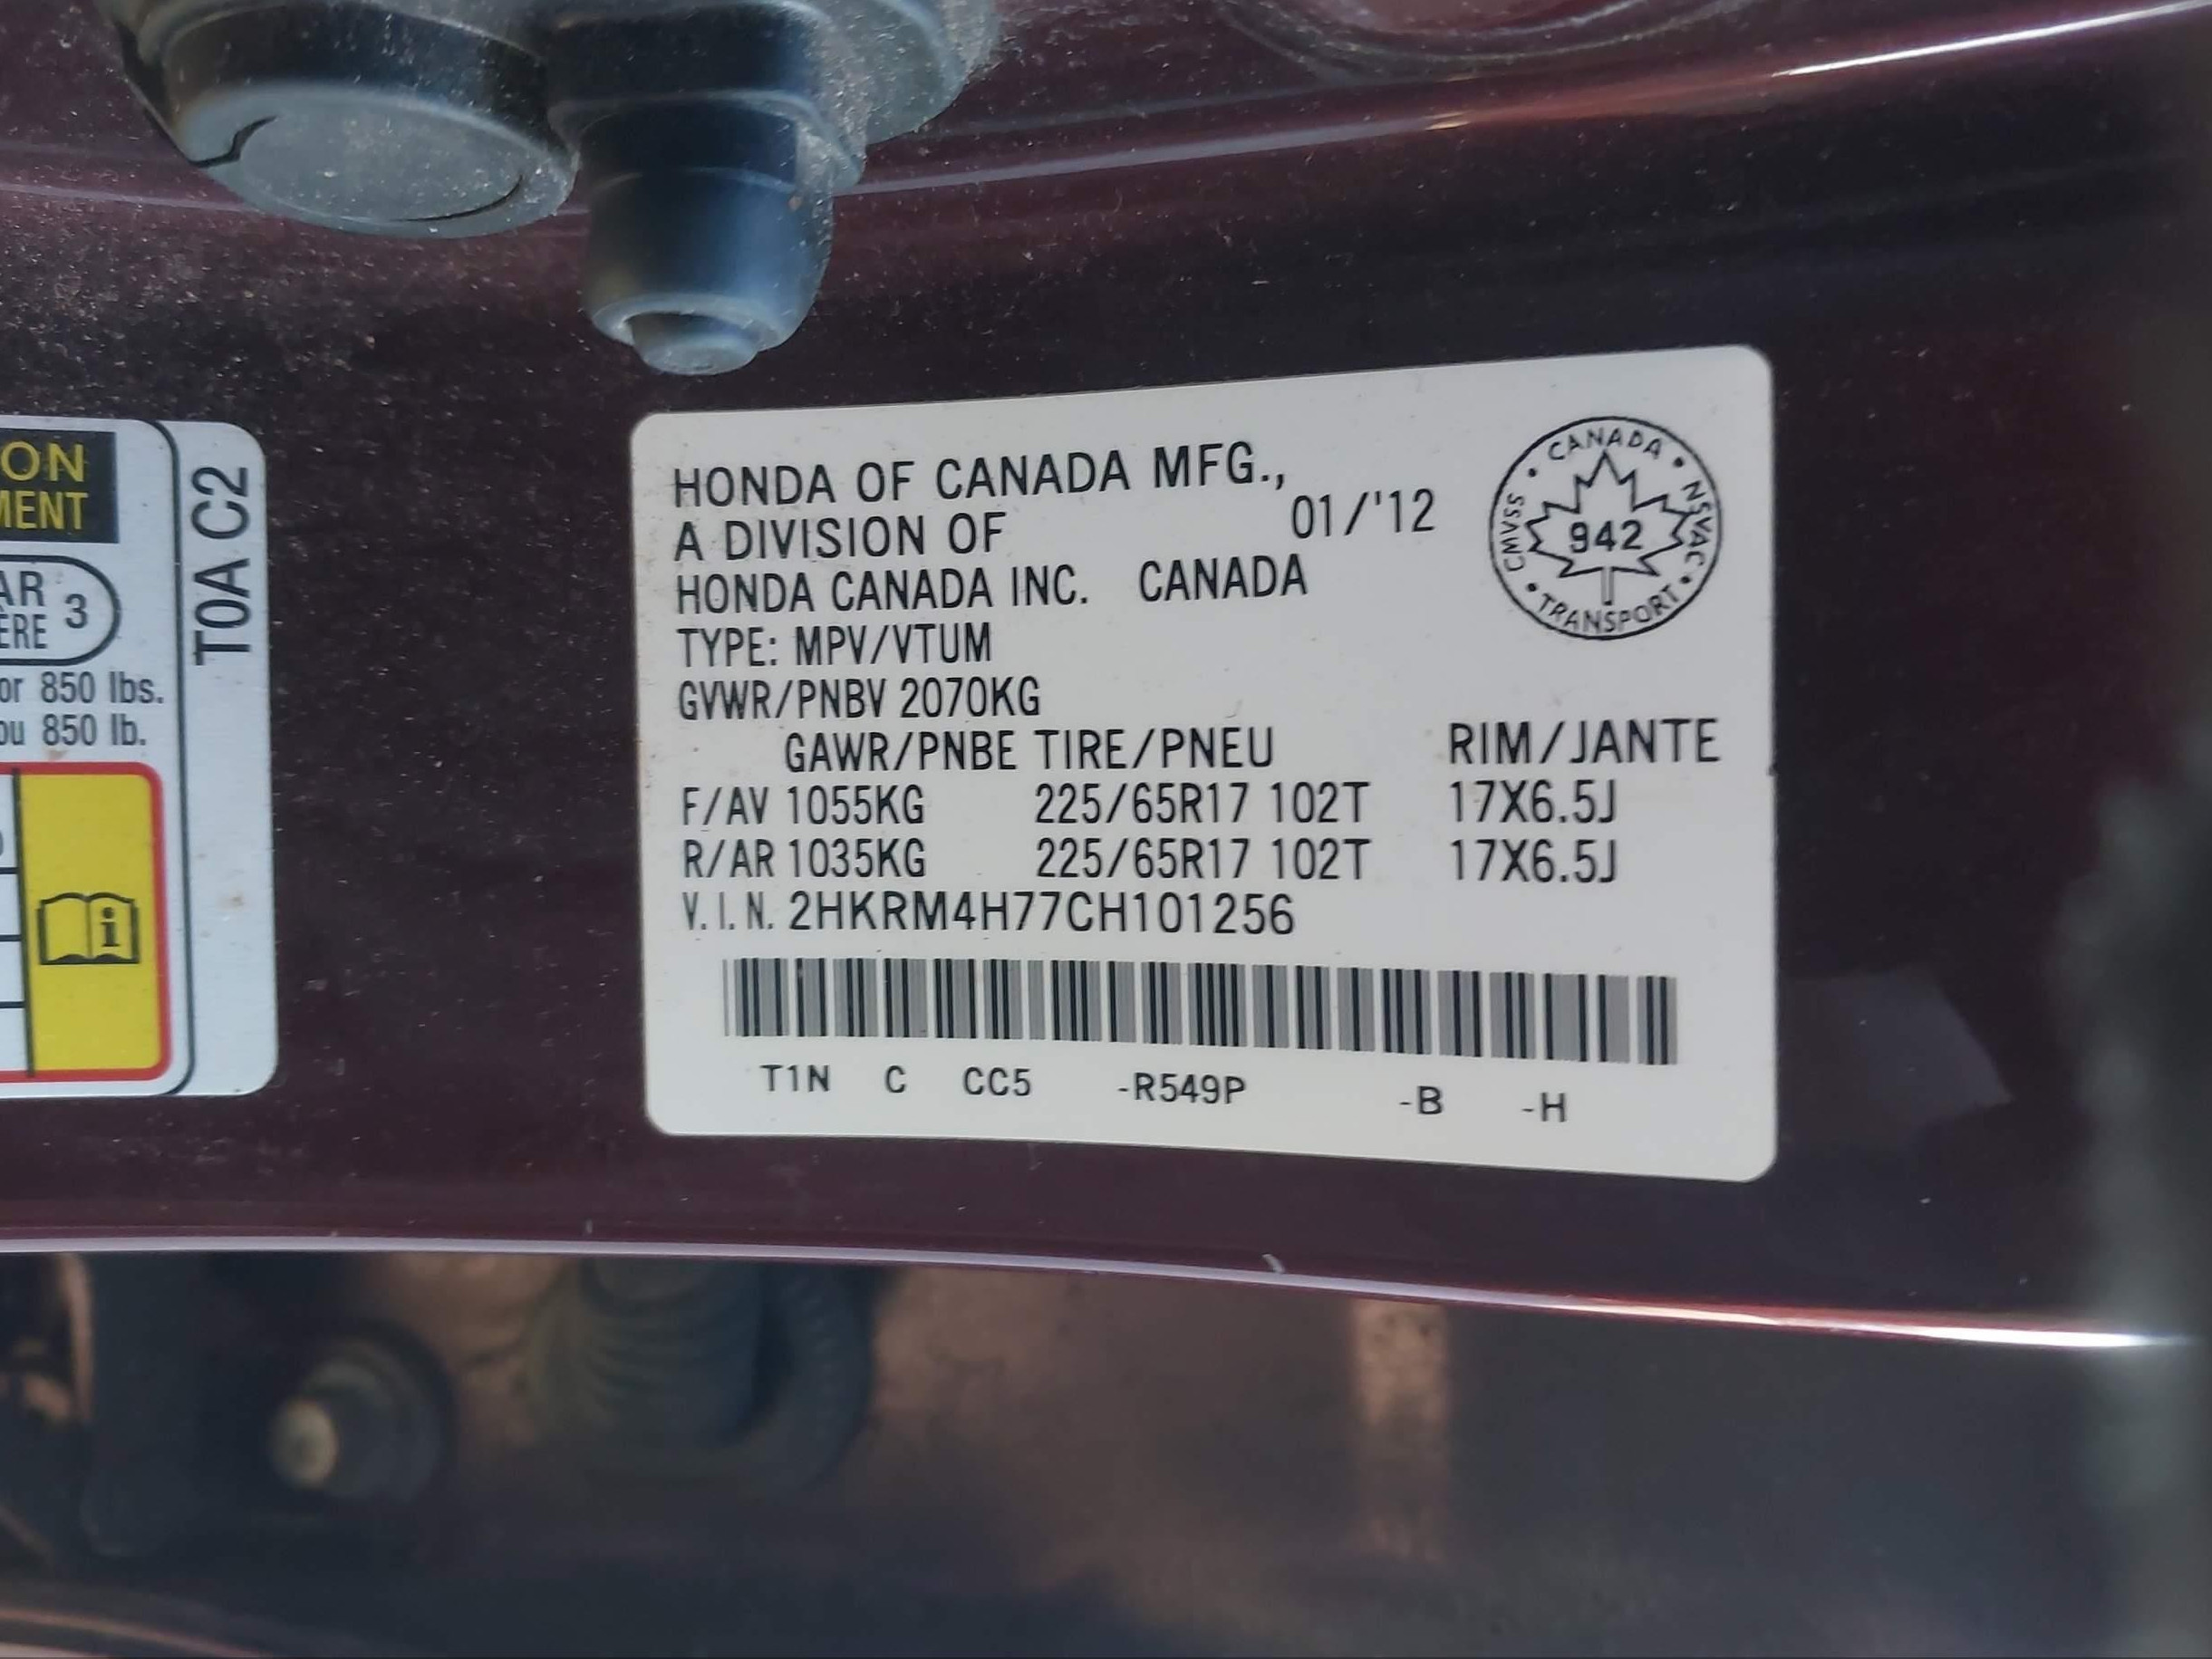 ON
MENT
AR
ÈRE 3
or 850 lbs.
ou 850 lb.
T0A C2
HONDA OF CANADA MFG.,
A DIVISION OF 01/'12
HONDA CANADA INC. CANADA
TYPE: MPV/VTUM
GVWR/PNBV 2070KG
GAWR/PNBE TIRE/PNEU RIM/JANTE
F/AV 1055KG 225/65R17 102T 17X6.5J
R/AR 1035KG 225/65R17 102T 17X6.5J
V.I.N. 2HKRM4H77CH101256
T1N C CC5 -R549P -B -H
CANADA • NSVAC • TRANSPORT • CMVSS •
942
i